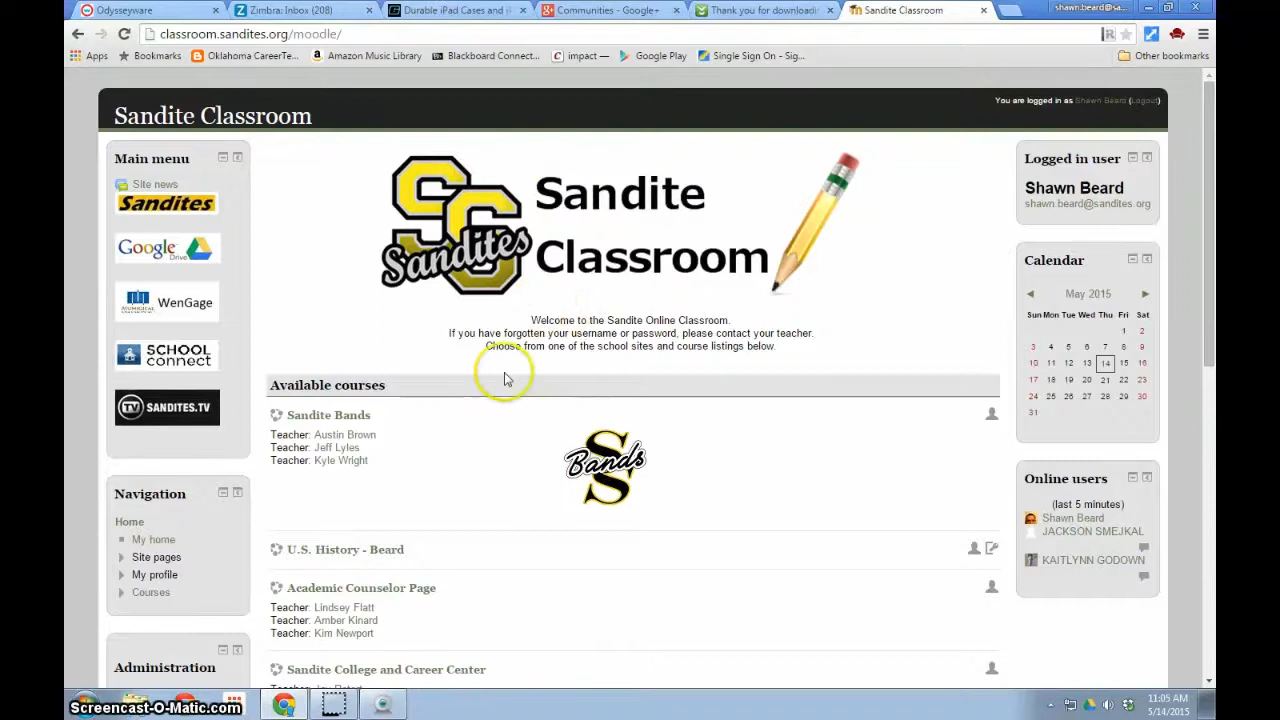 Odysseyware
Zimbra: Inbox (208)
Durable iPad Cases and i
Communities - Google+
Thank you for downloadin
Sandite Classroom
shawn.beard@sa
classroom.sandites.org/moodle/
Apps
Bookmarks
Oklahoma CareerTe...
Amazon Music Library
Blackboard Connect...
impact —
Google Play
Single Sign On - Sig...
Other bookmarks
Sandite Classroom
You are logged in as Shawn Beard (Logout)
Main menu
Site news
Sandites
Google Drive
WenGage
SCHOOL
connect
TV SANDITES.TV
Navigation
Home
My home
Site pages
My profile
Courses
Administration
SS
Sandites
Sandite
Classroom
Welcome to the Sandite Online Classroom.
If you have forgotten your username or password, please contact your teacher.
Choose from one of the school sites and course listings below.
Available courses
Sandite Bands
Teacher: Austin Brown
Teacher: Jeff Lyles
Teacher: Kyle Wright
S
Bands
U.S. History - Beard
Academic Counselor Page
Teacher: Lindsey Flatt
Teacher: Amber Kinard
Teacher: Kim Newport
Sandite College and Career Center
Logged in user
Shawn Beard
shawn.beard@sandites.org
Calendar
May 2015
Sun Mon Tue Wed Thu Fri Sat
1 2
3 4 5 6 7 8 9
10 11 12 13 14 15 16
17 18 19 20 21 22 23
24 25 26 27 28 29 30
31
Online users
(last 5 minutes)
Shawn Beard
JACKSON SMEJKAL
KAITLYNN GODOWN
Screencast-O-Matic.com
11:05 AM
5/14/2015